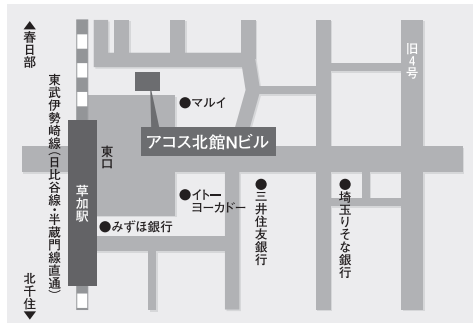 ▲春日部
東武伊勢崎線(日比谷線・半蔵門線直通)
北千住▼
草加駅
東口
アコス北館Nビル
●マルイ
●イトー
ヨーカドー
●みずほ銀行
●三井住友銀行
●埼玉りそな銀行
旧4号